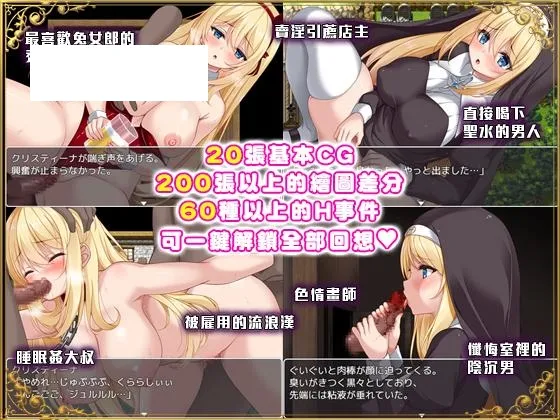 最喜歡兔女郎的
賣淫引薦店主
直接喝下
聖水的男人
クリスティーナが喘ぎ声をあげる。
興奮が止まらなかった。
やっと出ました…」
20張基本CG
200張以上的繪圖差分
60種以上的H事件
可一鍵解鎖全部回想♥
色情畫師
被雇用的流浪漢
睡眠姦大叔
懺悔室裡的
陰沉男
クリスティーナ
「やめれ…じゅぷぷぷ、くららしぃぃ
んごごご、ジュルルル…」
ぐいぐいと肉棒が顔に迫ってくる。
臭いがきつく黒々としており、
先端には粘液が垂れていた。